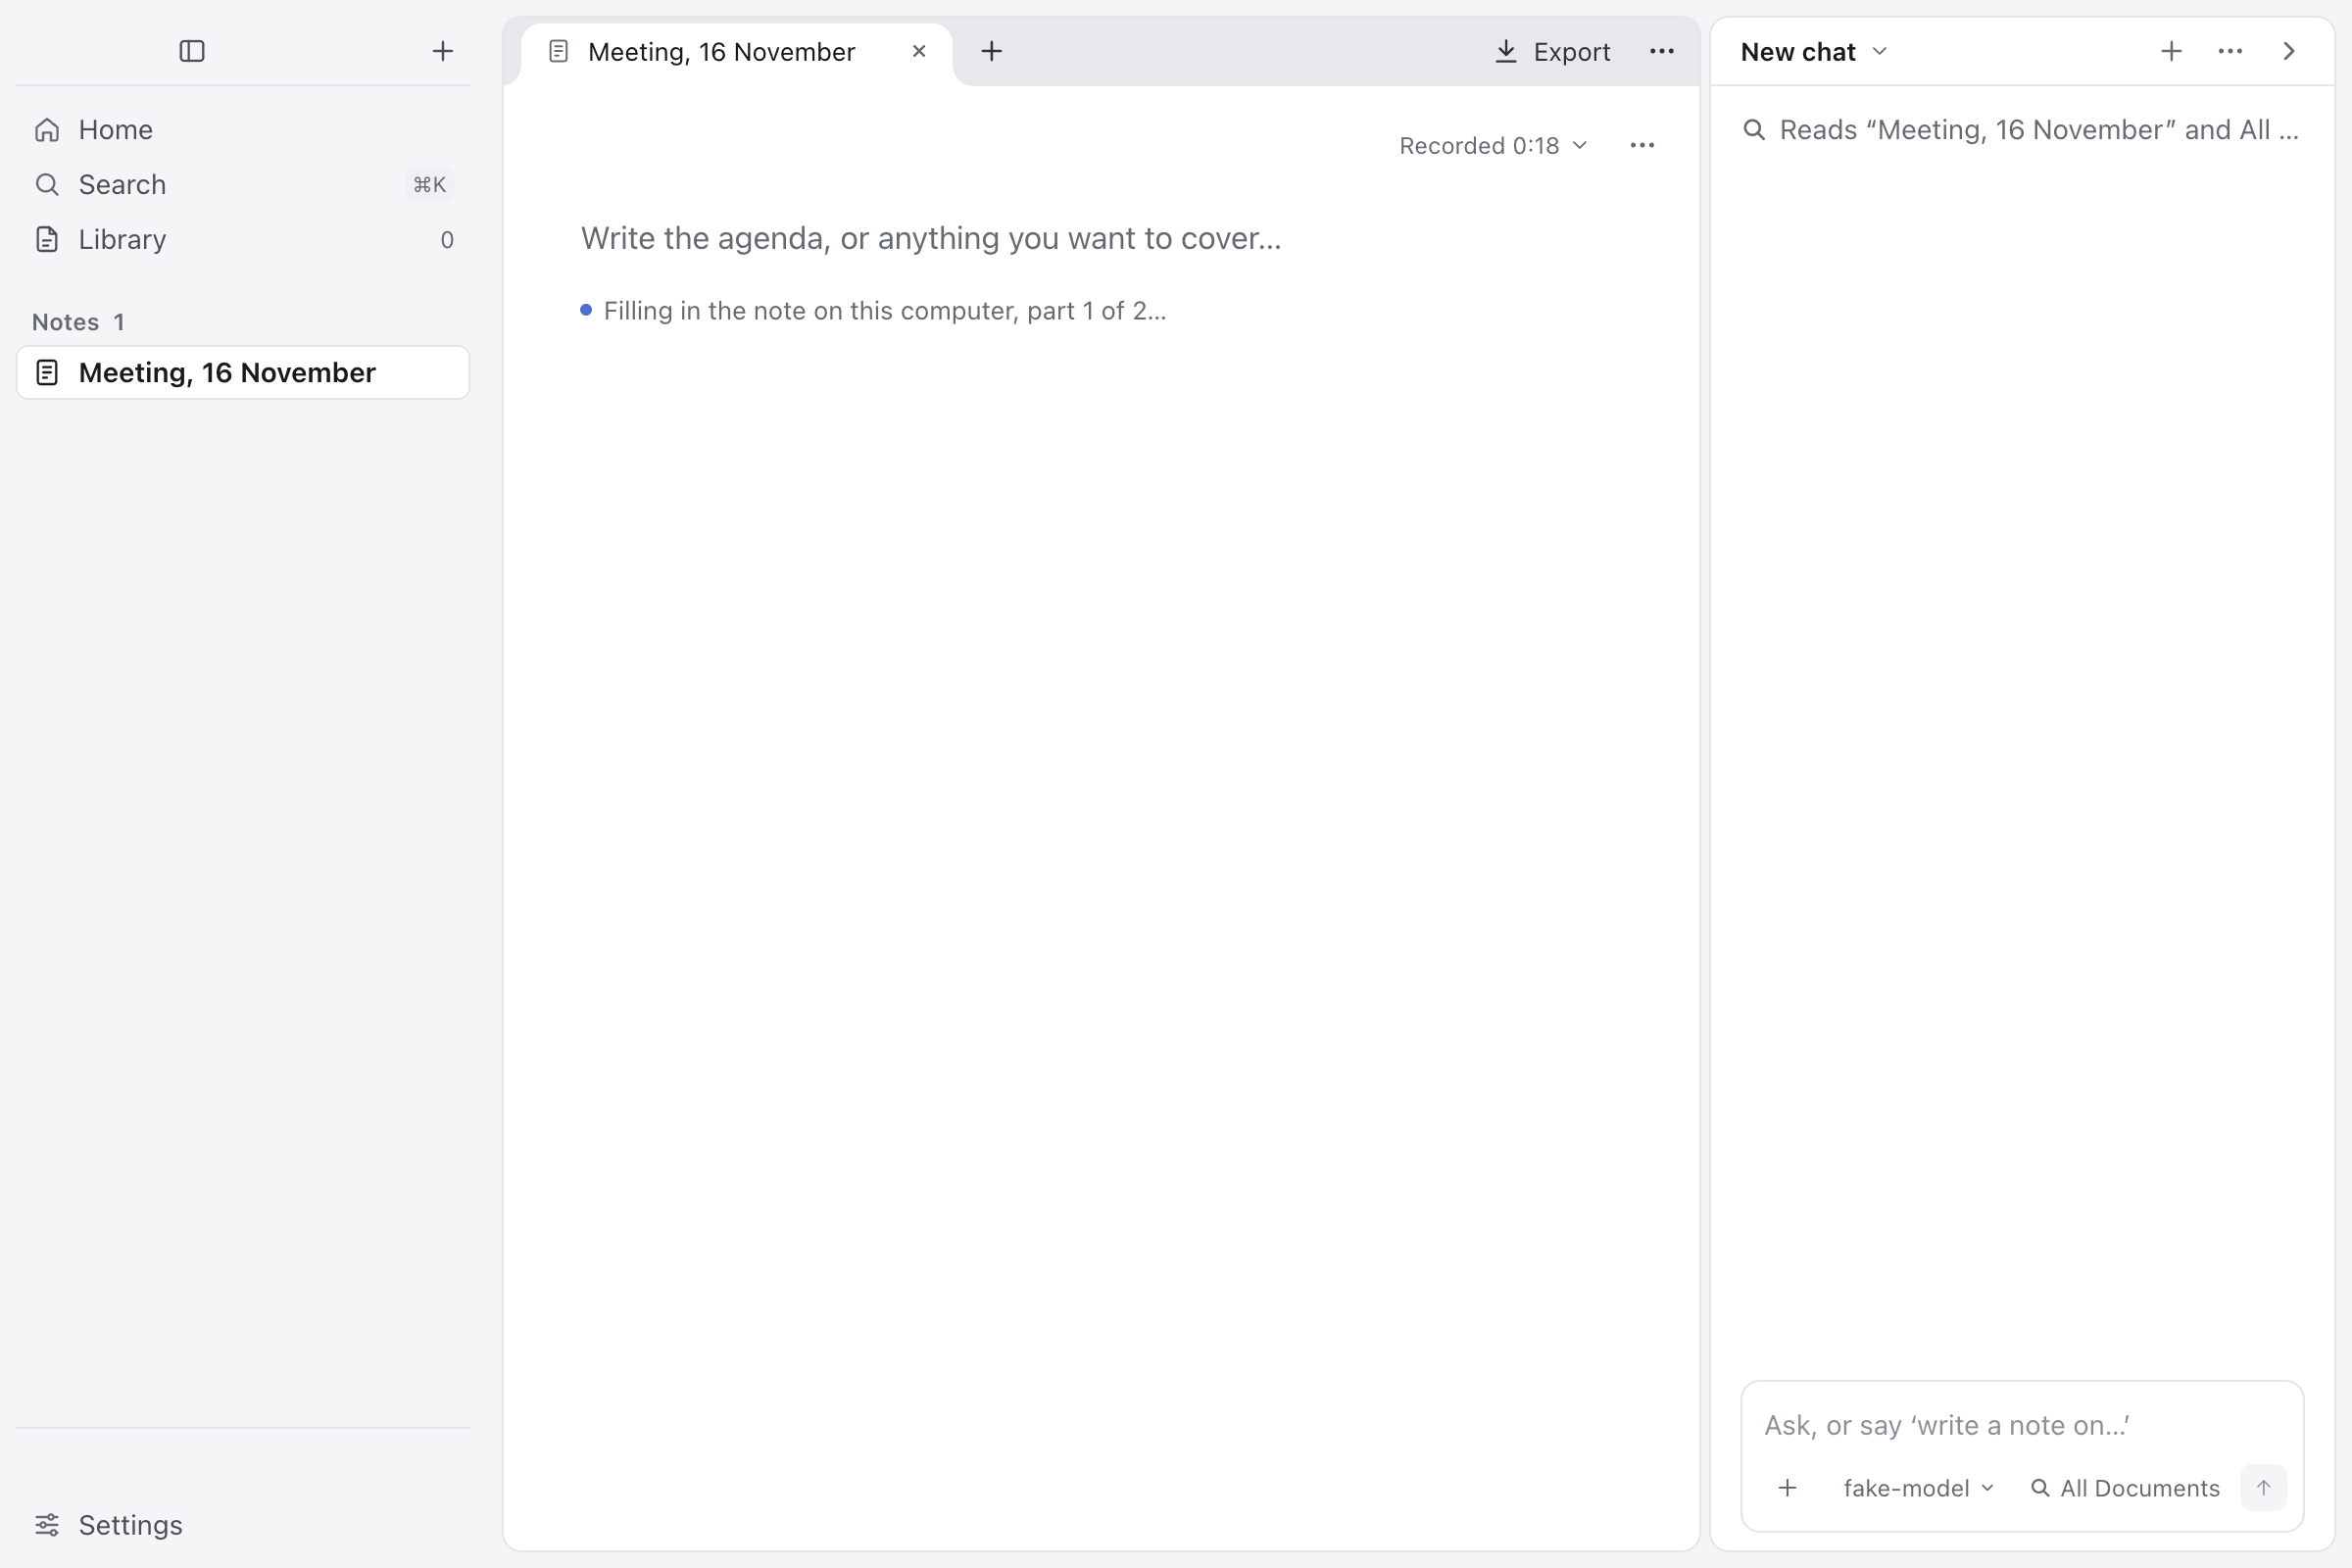 Meeting, 16 November
Export
New chat
Home
Search ⌘K
Library 0
Notes 1
Meeting, 16 November
Settings
Recorded 0:18
Write the agenda, or anything you want to cover...
Filling in the note on this computer, part 1 of 2...
Reads “Meeting, 16 November” and All ...
Ask, or say ‘write a note on...’
fake-model
All Documents